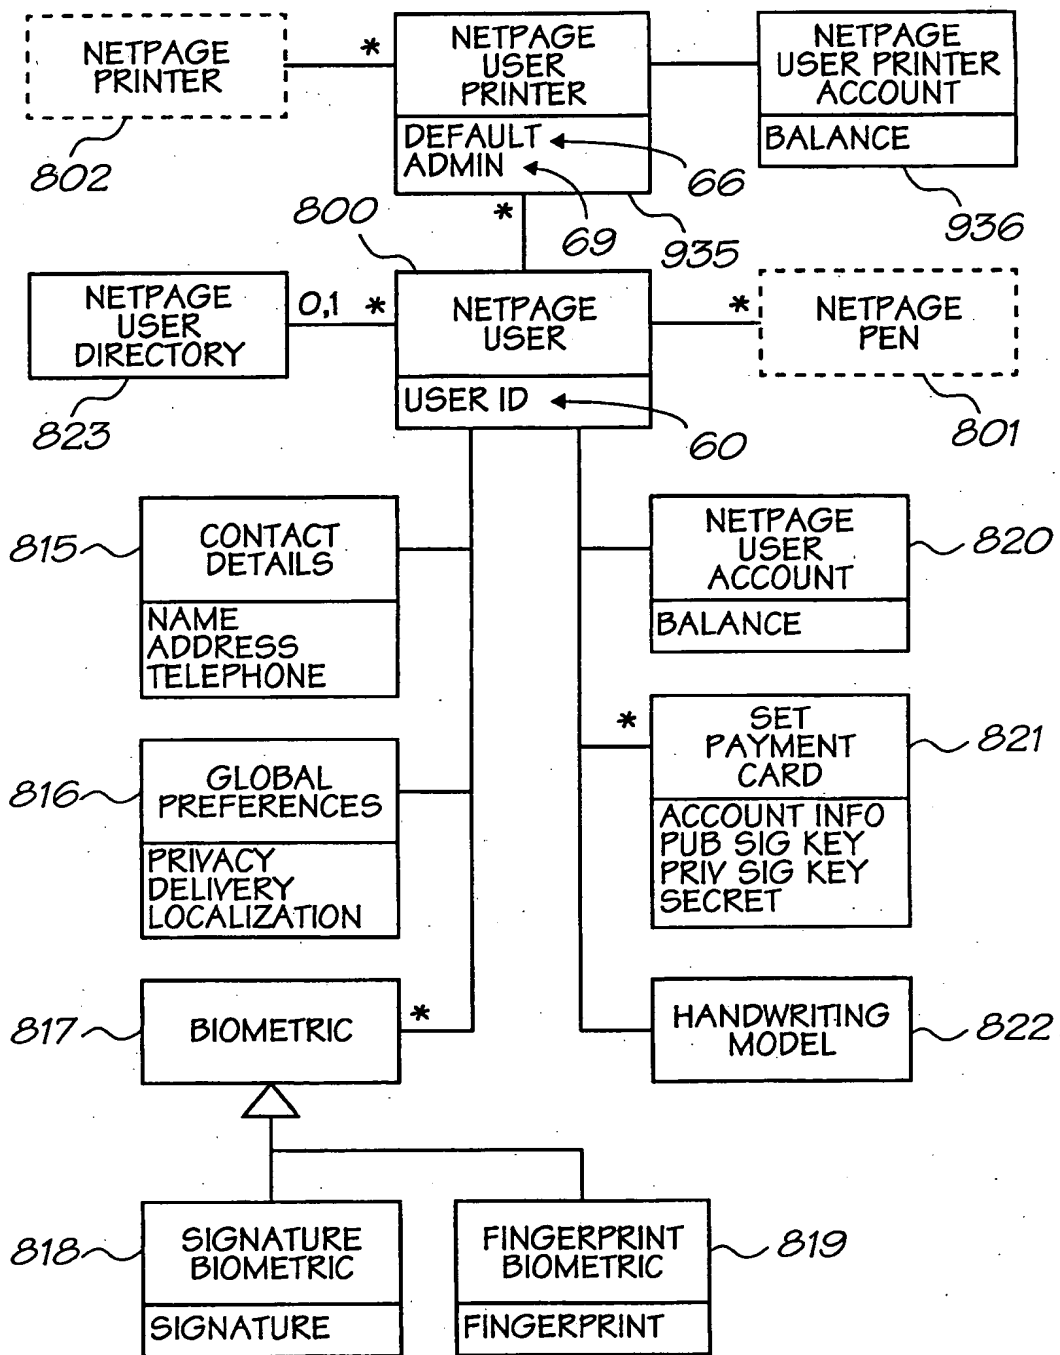 NETPAGE
PRINTER
802
*
NETPAGE
USER
PRINTER
DEFAULT
ADMIN
66
69
935
NETPAGE
USER PRINTER
ACCOUNT
BALANCE
936
*
800
NETPAGE
USER
DIRECTORY
823
0,1
*
NETPAGE
USER
USER ID
60
*
NETPAGE
PEN
801
815
CONTACT
DETAILS
NAME
ADDRESS
TELEPHONE
NETPAGE
USER
ACCOUNT
BALANCE
820
816
GLOBAL
PREFERENCES
PRIVACY
DELIVERY
LOCALIZATION
*
SET
PAYMENT
CARD
ACCOUNT INFO
PUB SIG KEY
PRIV SIG KEY
SECRET
821
817
BIOMETRIC
*
HANDWRITING
MODEL
822
818
SIGNATURE
BIOMETRIC
SIGNATURE
FINGERPRINT
BIOMETRIC
FINGERPRINT
819